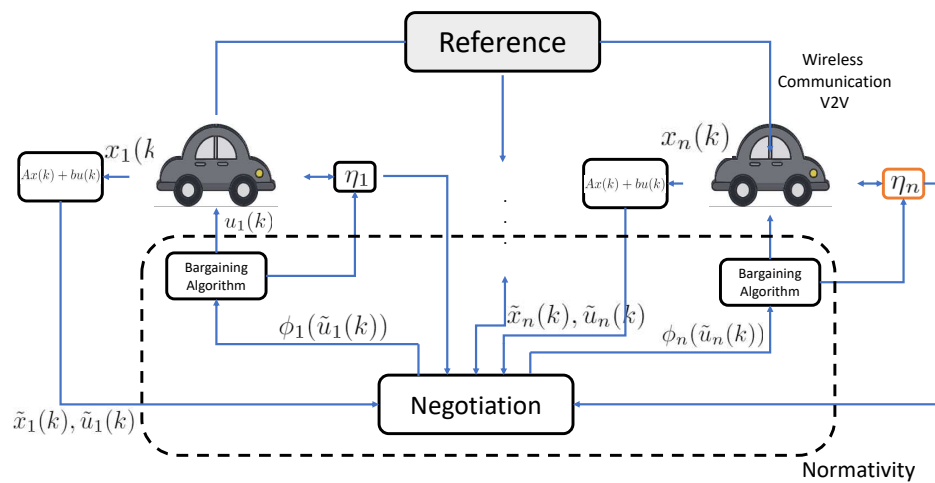 Reference
Wireless
Communication
V2V
x_1(k
x_n(k)
Ax(k) + bu(k)
η_1
Ax(k) + bu(k)
η_n
u_1(k)
Bargaining
Algorithm
Bargaining
Algorithm
ϕ_1(ũ_1(k))
x̃_n(k), ũ_n(k)
ϕ_n(ũ_n(k))
Negotiation
x̃_1(k), ũ_1(k)
Normativity